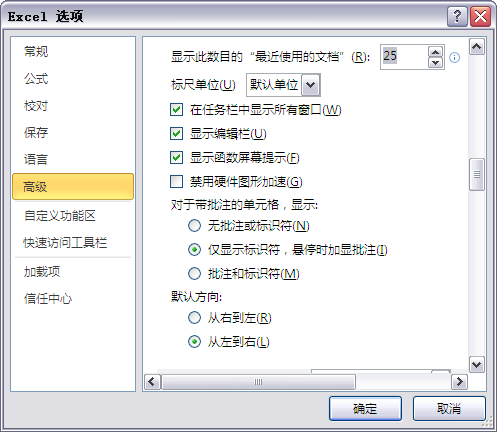 Excel 选项
常规
公式
校对
保存
语言
高级
自定义功能区
快速访问工具栏
加载项
信任中心
显示此数目的“最近使用的文档”(R): 25
标尺单位(U) 默认单位
在任务栏中显示所有窗口(W)
显示编辑栏(U)
显示函数屏幕提示(F)
禁用硬件图形加速(G)
对于带批注的单元格，显示:
无批注或标识符(N)
仅显示标识符，悬停时加显批注(I)
批注和标识符(M)
默认方向:
从右到左(R)
从左到右(L)
确定 取消